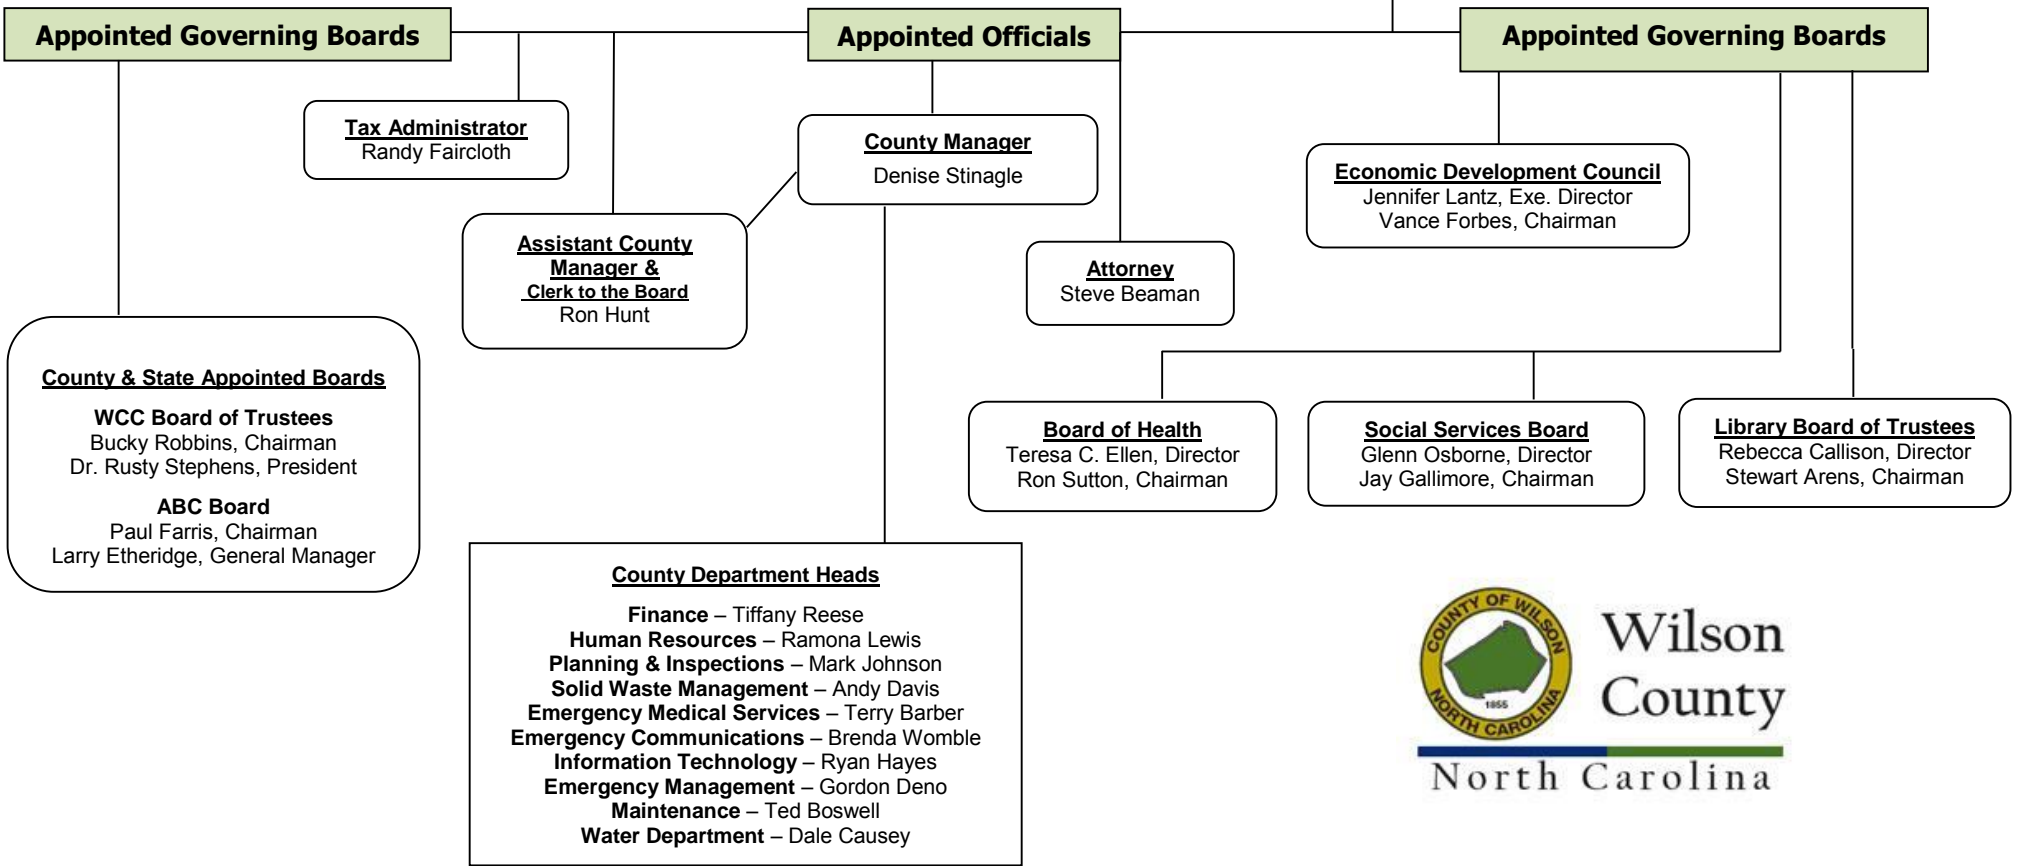 Appointed Governing Boards
Appointed Officials
Appointed Governing Boards
Tax Administrator
Randy Faircloth
County Manager
Denise Stinagle
Economic Development Council
Jennifer Lantz, Exe. Director
Vance Forbes, Chairman
Assistant County
Manager &
Clerk to the Board
Ron Hunt
Attorney
Steve Beaman
County & State Appointed Boards
WCC Board of Trustees
Bucky Robbins, Chairman
Dr. Rusty Stephens, President
ABC Board
Paul Farris, Chairman
Larry Etheridge, General Manager
Board of Health
Teresa C. Ellen, Director
Ron Sutton, Chairman
Social Services Board
Glenn Osborne, Director
Jay Gallimore, Chairman
Library Board of Trustees
Rebecca Callison, Director
Stewart Arens, Chairman
County Department Heads
Finance – Tiffany Reese
Human Resources – Ramona Lewis
Planning & Inspections – Mark Johnson
Solid Waste Management – Andy Davis
Emergency Medical Services – Terry Barber
Emergency Communications – Brenda Womble
Information Technology – Ryan Hayes
Emergency Management – Gordon Deno
Maintenance – Ted Boswell
Water Department – Dale Causey
COUNTY OF WILSON
1855
NORTH CAROLINA
Wilson
County
North Carolina